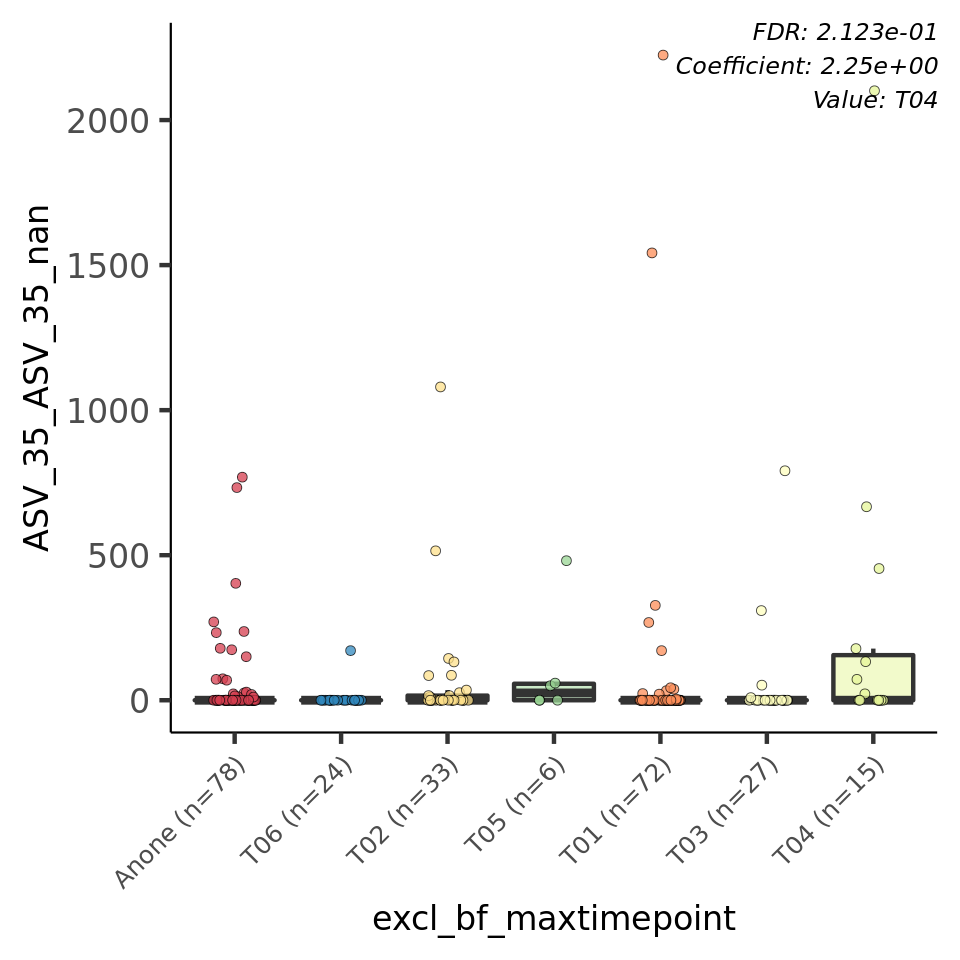 FDR: 2.123e-01
Coefficient: 2.25e+00
Value: T04
ASV_35_ASV_35_nan
2000
1500
1000
500
0
Anone (n=78)
T06 (n=24)
T02 (n=33)
T05 (n=6)
T01 (n=72)
T03 (n=27)
T04 (n=15)
excl_bf_maxtimepoint